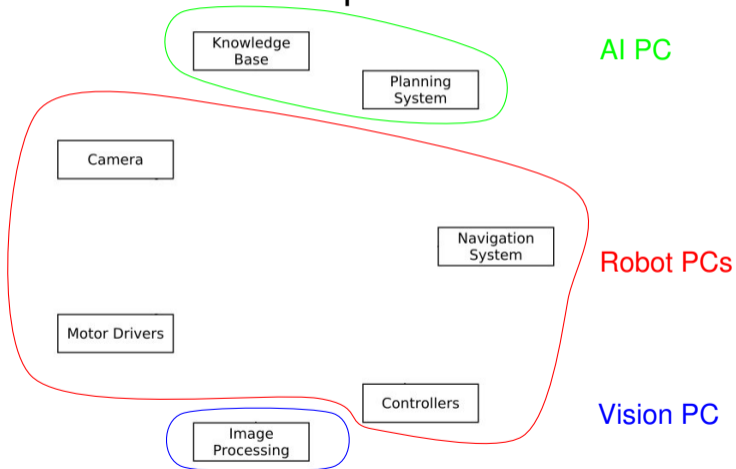 Knowledge
Base
AI PC
Planning
System
Camera
Navigation
System
Robot PCs
Motor Drivers
Controllers
Vision PC
Image
Processing